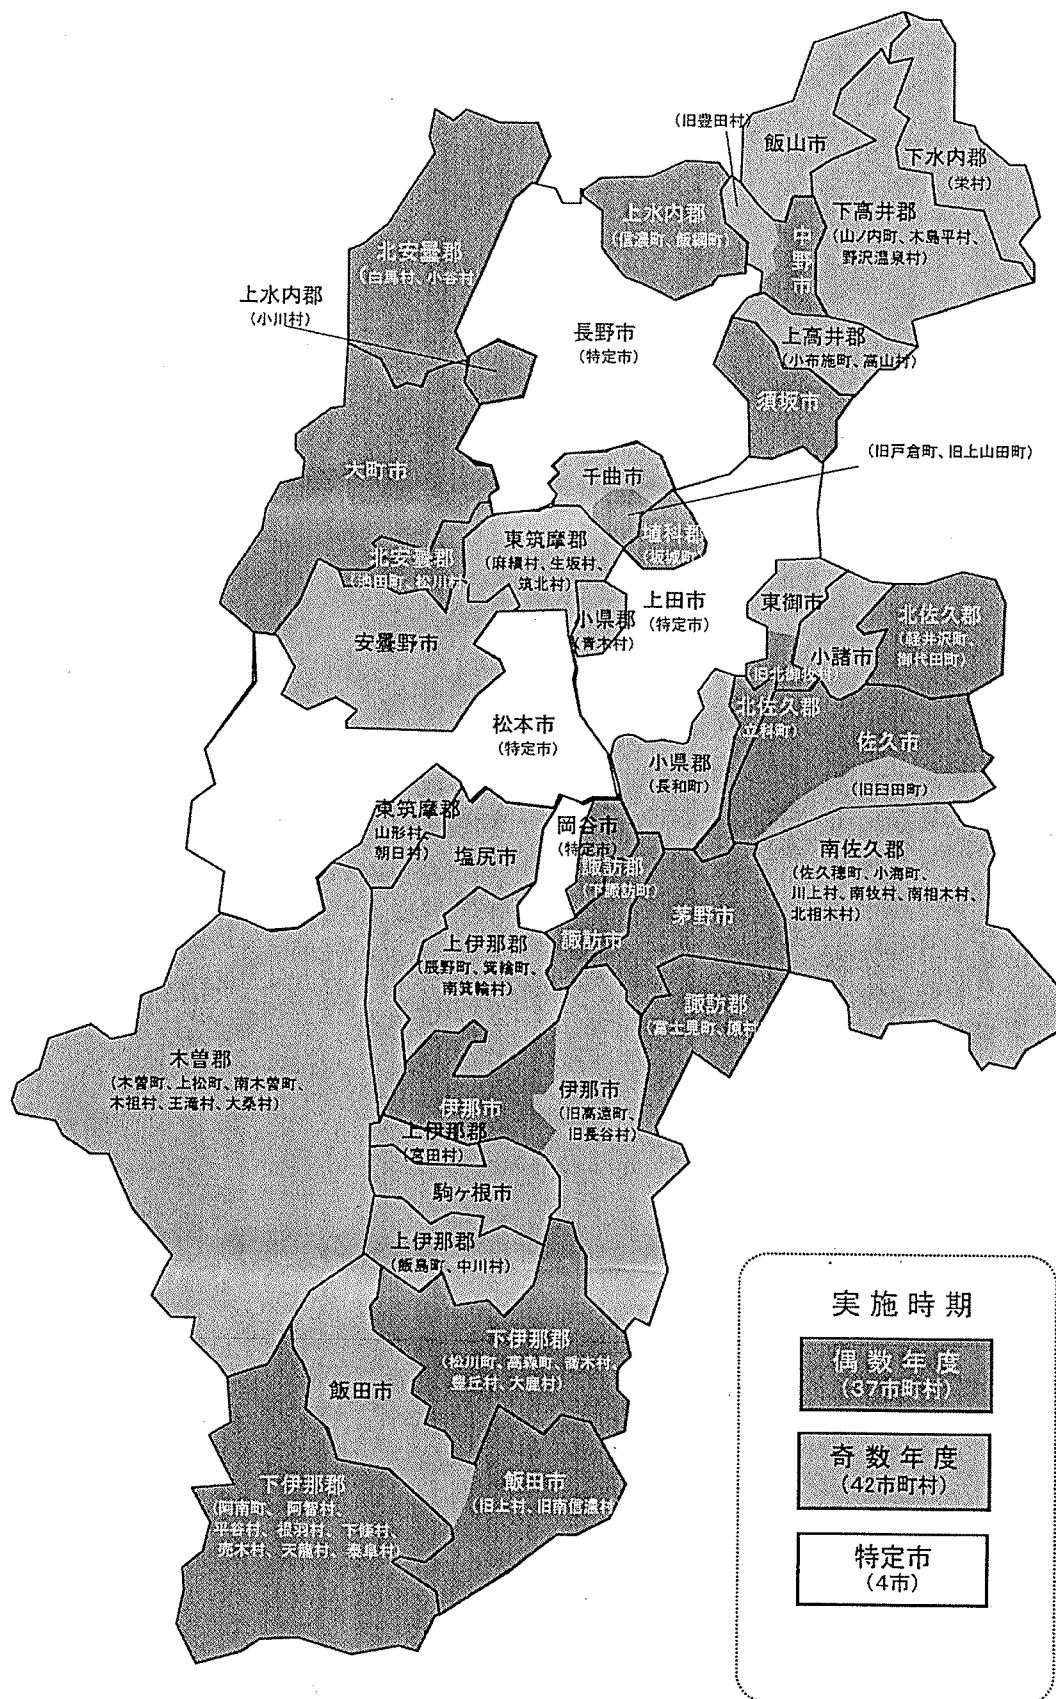 (旧豊田村)
飯山市
下水内郡
(栄村)
上水内郡
(信濃町、飯綱町)
中野市
下高井郡
(山ノ内町、木島平村、
野沢温泉村)
北安曇郡
(白馬村、小谷村)
上水内郡
(小川村)
長野市
(特定市)
上高井郡
(小布施町、高山村)
須坂市
(旧戸倉町、旧上山田町)
大町市
千曲市
埴科郡
(坂城町)
東筑摩郡
(麻績村、生坂村、
筑北村)
北安曇郡
(池田町、松川村)
小県郡
(青木村)
上田市
(特定市)
東御市
(旧北御牧村)
小諸市
北佐久郡
(軽井沢町、
御代田町)
安曇野市
松本市
(特定市)
北佐久郡
(立科町)
佐久市
(旧臼田町)
小県郡
(長和町)
東筑摩郡
山形村、
朝日村)
塩尻市
岡谷市
(特定市)
諏訪郡
(下諏訪町)
諏訪市
茅野市
南佐久郡
(佐久穂町、小海町、
川上村、南牧村、南相木村、
北相木村)
上伊那郡
(辰野町、箕輪町、
南箕輪村)
諏訪郡
(富士見町、原村)
木曽郡
(木曽町、上松町、南木曽町、
木祖村、王滝村、大桑村)
伊那市
伊那市
(旧高遠町、
旧長谷村)
上伊那郡
(宮田村)
駒ヶ根市
上伊那郡
(飯島町、中川村)
下伊那郡
(松川町、高森町、喬木村、
豊丘村、大鹿村)
飯田市
飯田市
(旧上村、旧南信濃村)
下伊那郡
(阿南町、阿智村、
平谷村、根羽村、下條村、
売木村、天龍村、泰阜村)
実施時期
偶数年度
(37市町村)
奇数年度
(42市町村)
特定市
(4市)